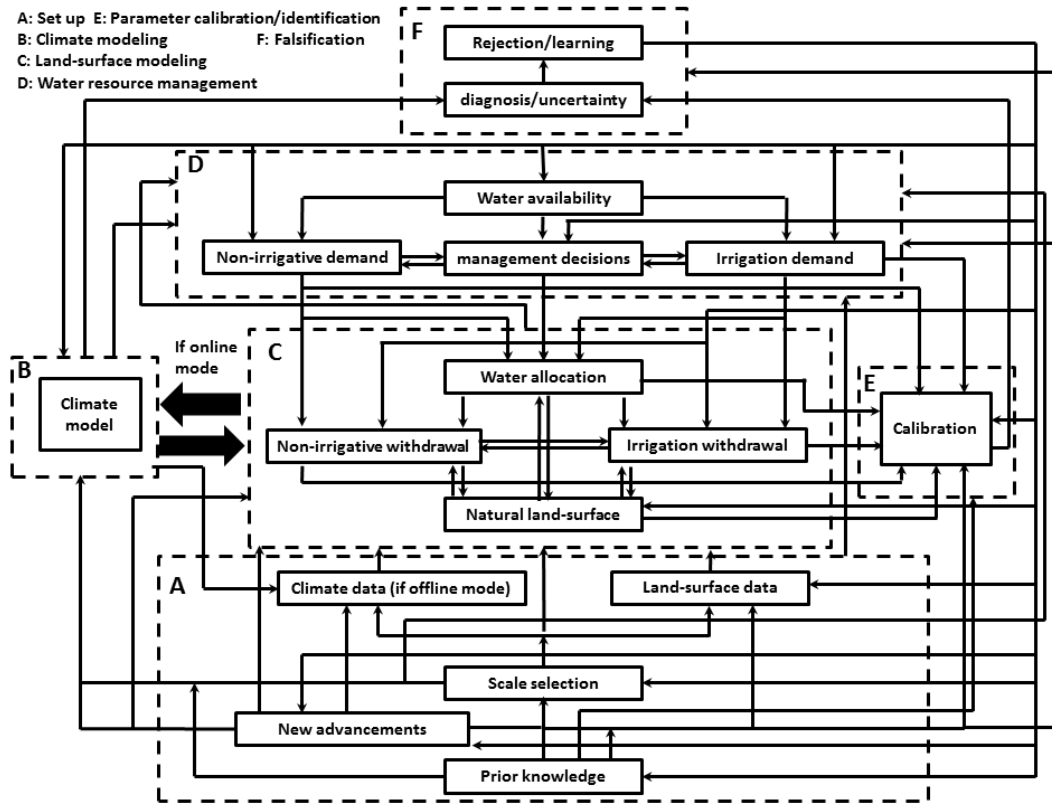 A: Set up E: Parameter calibration/identification
B: Climate modeling F: Falsification
C: Land-surface modeling
D: Water resource management
F
Rejection/learning
diagnosis/uncertainty
D
Water availability
Non-irrigative demand
management decisions
Irrigation demand
B
If online
mode
Climate
model
C
Water allocation
Non-irrigative withdrawal
Irrigation withdrawal
Natural land-surface
E
Calibration
A
Climate data (if offline mode)
Land-surface data
Scale selection
New advancements
Prior knowledge